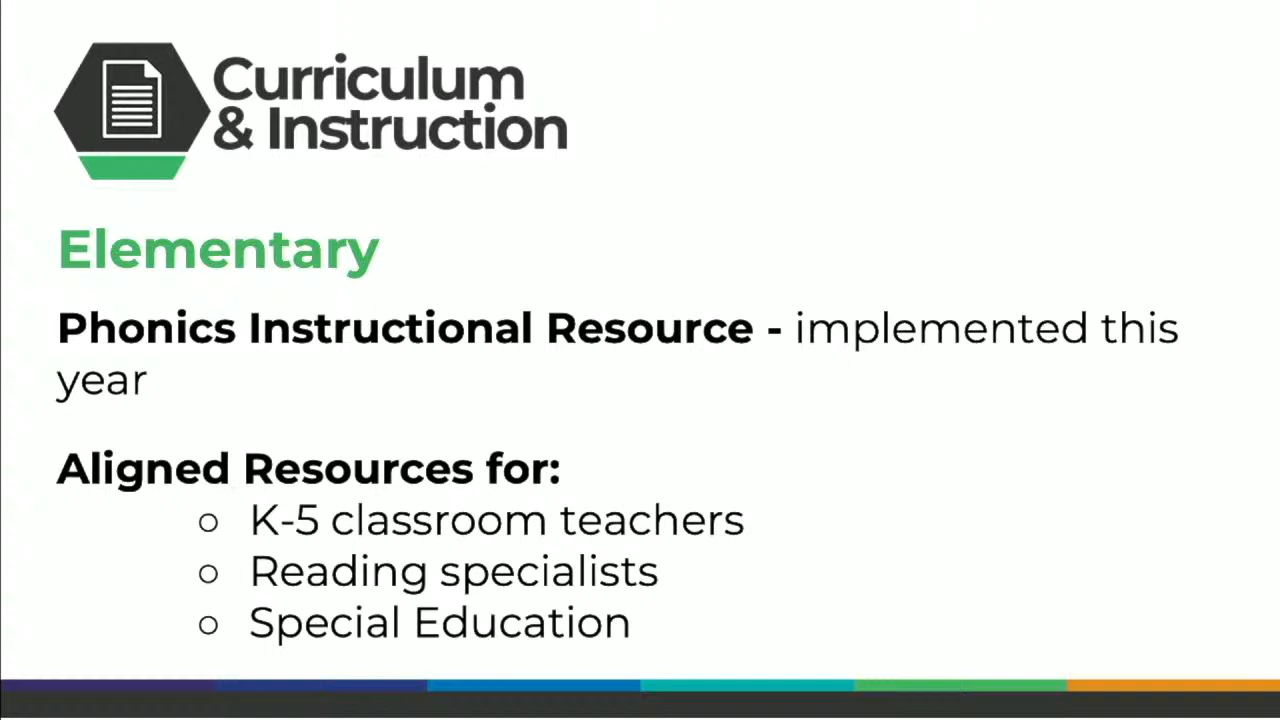 Curriculum
& Instruction
Elementary
Phonics Instructional Resource - implemented this
year
Aligned Resources for:
○ K-5 classroom teachers
○ Reading specialists
○ Special Education